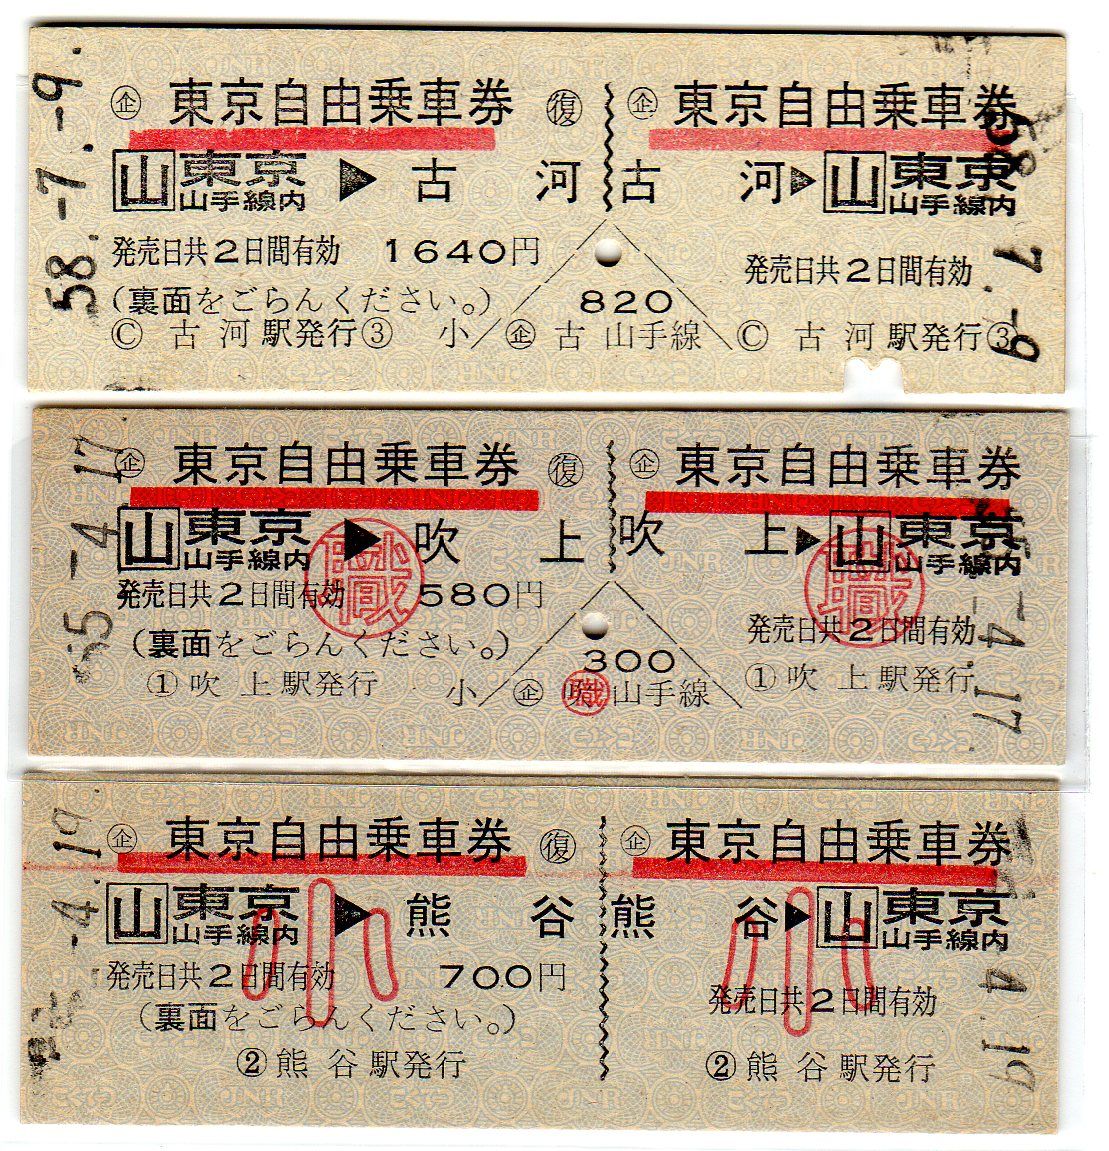 58.-7.-9.
企 東京自由乗車券 復
山 東京山手線内 ▶ 古河
発売日共2日間有効 1640円
(裏面をごらんください。)
Ⓒ 古河駅発行③
小 企 古 山手線
820
企 東京自由乗車券
古河 ▶ 山 東京山手線内
発売日共2日間有効
Ⓒ 古河駅発行③
58.-7.-9
55-4.17.
企 東京自由乗車券 復
山 東京山手線内 ▶ 吹上
発売日共2日間有効 580円
(裏面をごらんください。)
①吹上駅発行
小 企 職 山手線
300
企 東京自由乗車券
吹上 ▶ 山 東京山手線内
職
発売日共2日間有効
①吹上駅発行
-4.17.
-4.19.
企 東京自由乗車券 復
山 東京山手線内 ▶ 熊谷
小
発売日共2日間有効 700円
(裏面をごらんください。)
②熊谷駅発行
企 東京自由乗車券
熊谷 ▶ 山 東京山手線内
小
発売日共2日間有効
②熊谷駅発行
4.19